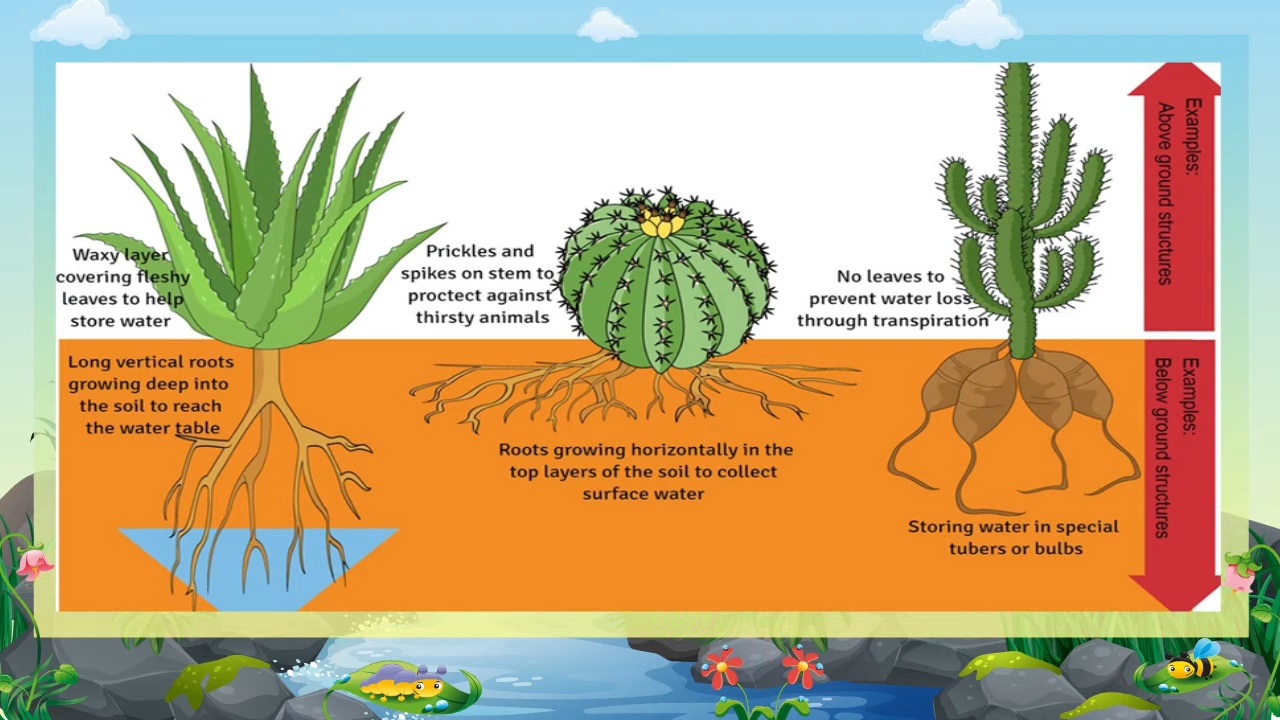 Waxy layer
covering fleshy
leaves to help
store water
Prickles and
spikes on stem to
proctect against
thirsty animals
No leaves to
prevent water loss
through transpiration
Examples:
Above ground structures
Long vertical roots
growing deep into
the soil to reach
the water table
Roots growing horizontally in the
top layers of the soil to collect
surface water
Storing water in special
tubers or bulbs
Examples:
Below ground structures